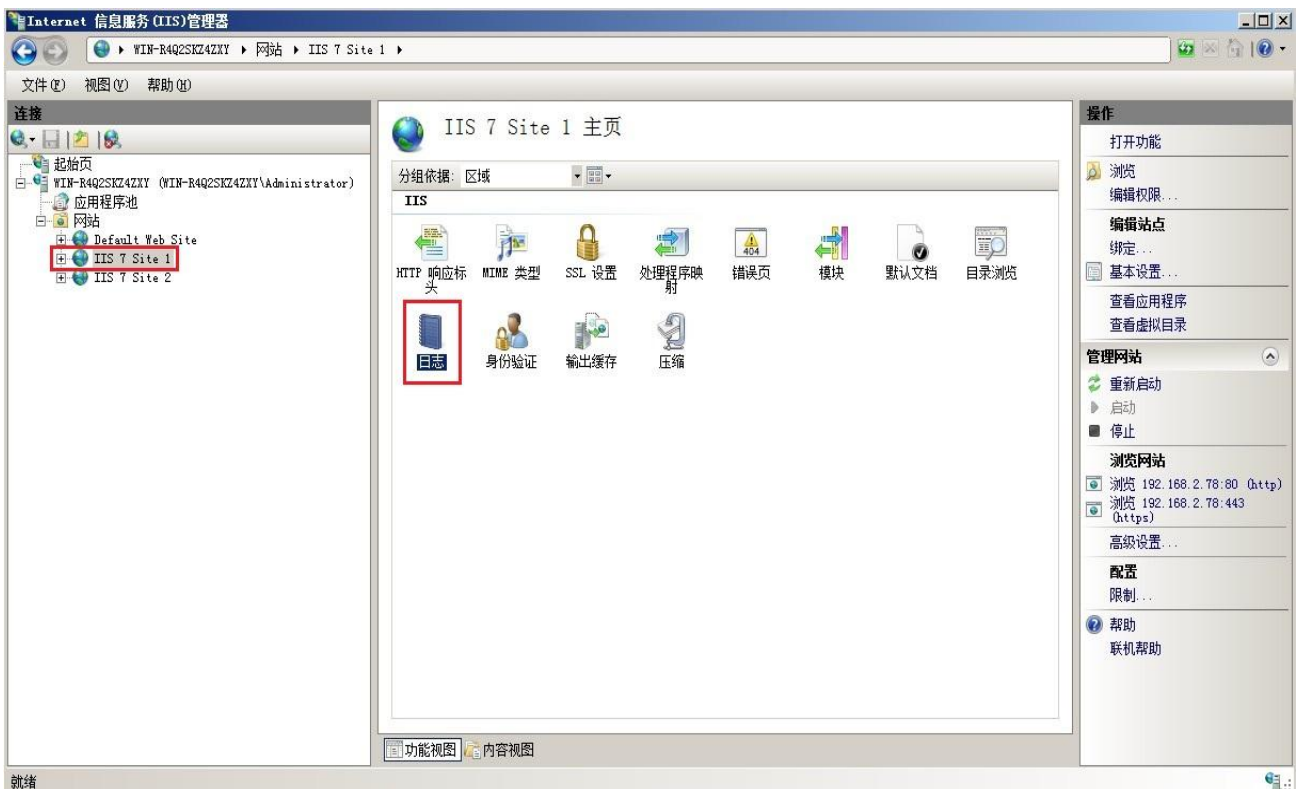 Internet 信息服务(IIS)管理器
WIN-R4Q2SKZ4ZXY ▸ 网站 ▸ IIS 7 Site 1 ▸
文件(F) 视图(V) 帮助(H)
连接
起始页
WIN-R4Q2SKZ4ZXY (WIN-R4Q2SKZ4ZXY\Administrator)
应用程序池
网站
Default Web Site
IIS 7 Site 1
IIS 7 Site 2
IIS 7 Site 1 主页
分组依据: 区域
IIS
HTTP 响应标头
MIME 类型
SSL 设置
处理程序映射
404
错误页
模块
默认文档
目录浏览
日志
身份验证
输出缓存
压缩
功能视图
内容视图
操作
打开功能
浏览
编辑权限...
编辑站点
绑定...
基本设置...
查看应用程序
查看虚拟目录
管理网站
重新启动
启动
停止
浏览网站
浏览 192.168.2.78:80 (http)
浏览 192.168.2.78:443
(https)
高级设置...
配置
限制...
帮助
联机帮助
就绪